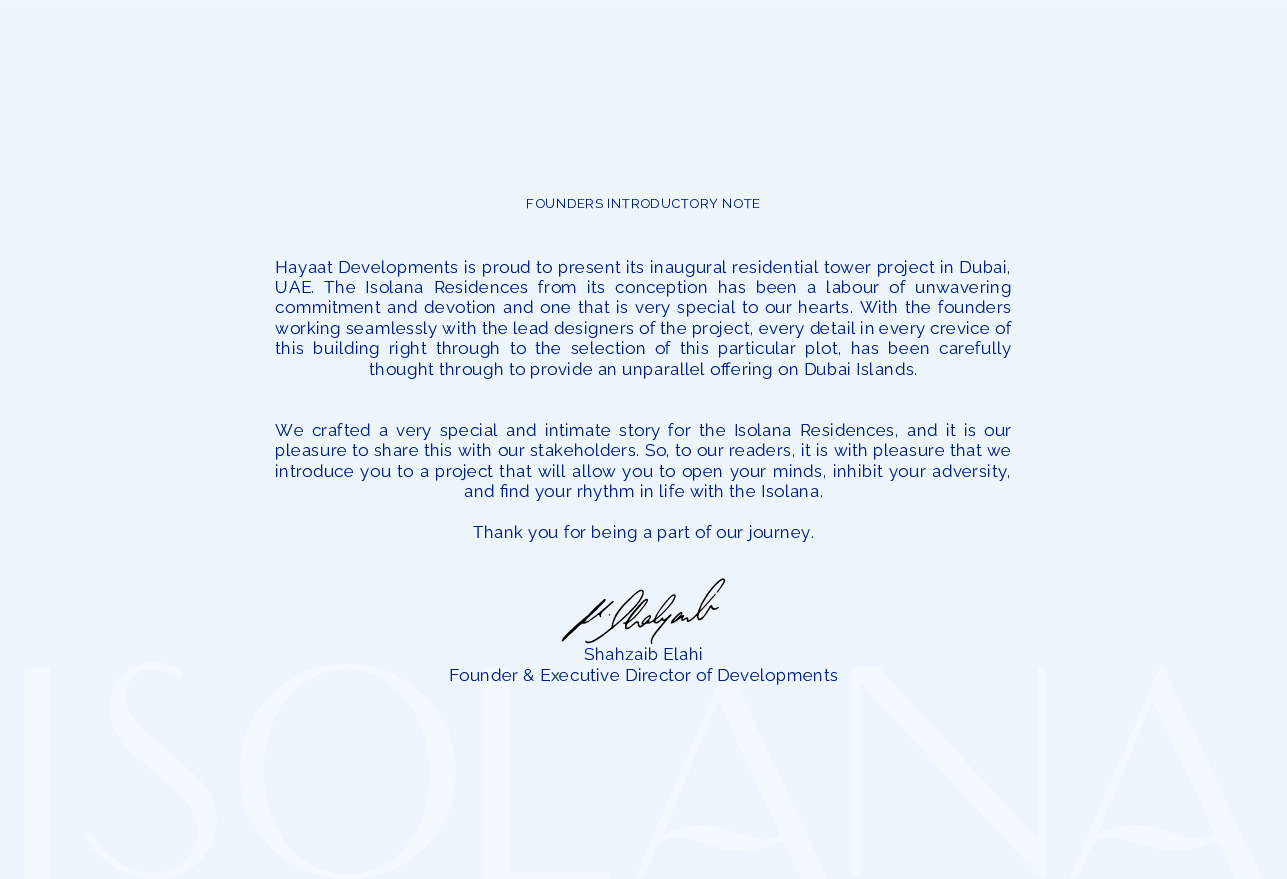 FOUNDERS INTRODUCTORY NOTE
Hayaat Developments is proud to present its inaugural residential tower project in Dubai,
UAE. The Isolana Residences from its conception has been a labour of unwavering
commitment and devotion and one that is very special to our hearts. With the founders
working seamlessly with the lead designers of the project, every detail in every crevice of
this building right through to the selection of this particular plot, has been carefully
thought through to provide an unparallel offering on Dubai Islands.
We crafted a very special and intimate story for the Isolana Residences, and it is our
pleasure to share this with our stakeholders. So, to our readers, it is with pleasure that we
introduce you to a project that will allow you to open your minds, inhibit your adversity,
and find your rhythm in life with the Isolana.
Thank you for being a part of our journey.
Shahzaib Elahi
Founder & Executive Director of Developments
ISOLANA